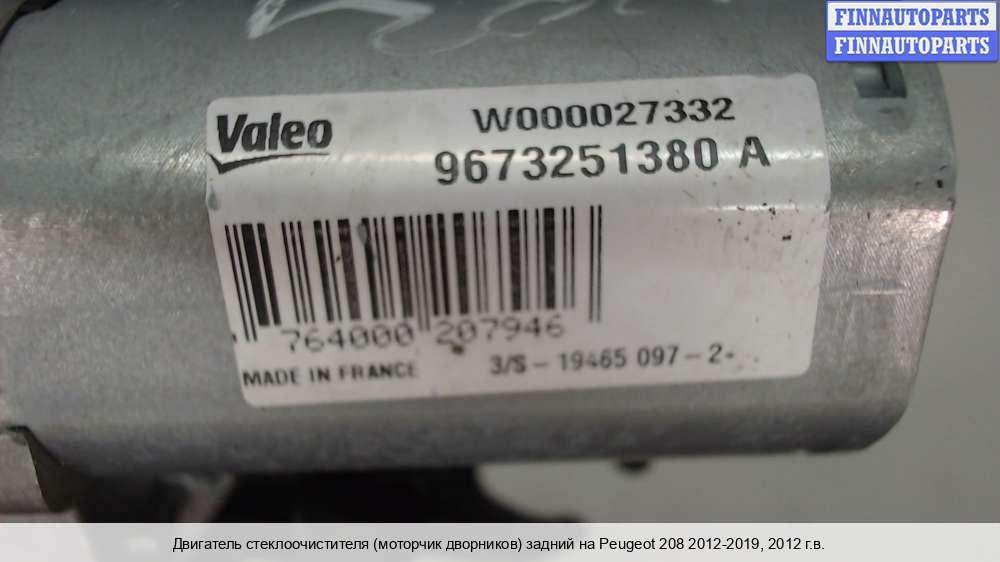 FINNAUTOPARTS
FINNAUTOPARTS
Valeo
W000027332
9673251380 A
764000 207946
MADE IN FRANCE
3/S - 19465 097 - 2
Двигатель стеклоочистителя (моторчик дворников) задний на Peugeot 208 2012-2019, 2012 г.в.